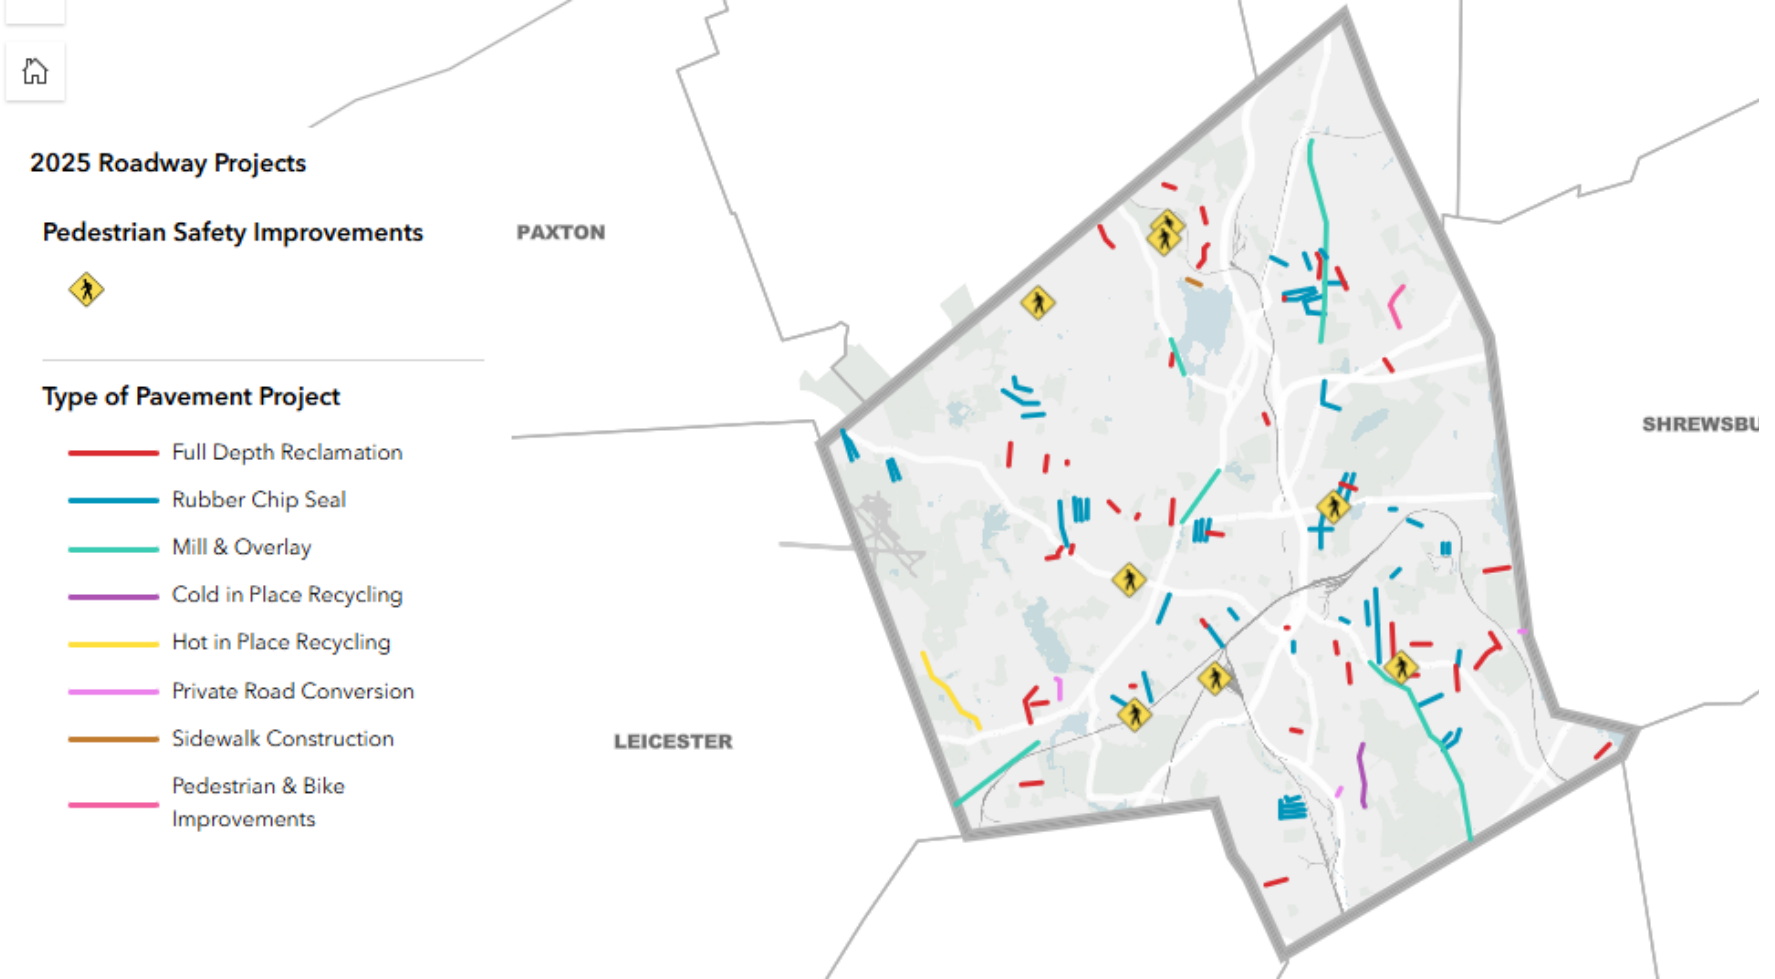 2025 Roadway Projects
Pedestrian Safety Improvements
PAXTON
Type of Pavement Project
SHREWSBU
Full Depth Reclamation
Rubber Chip Seal
Mill & Overlay
Cold in Place Recycling
Hot in Place Recycling
Private Road Conversion
Sidewalk Construction
LEICESTER
Pedestrian & Bike
Improvements